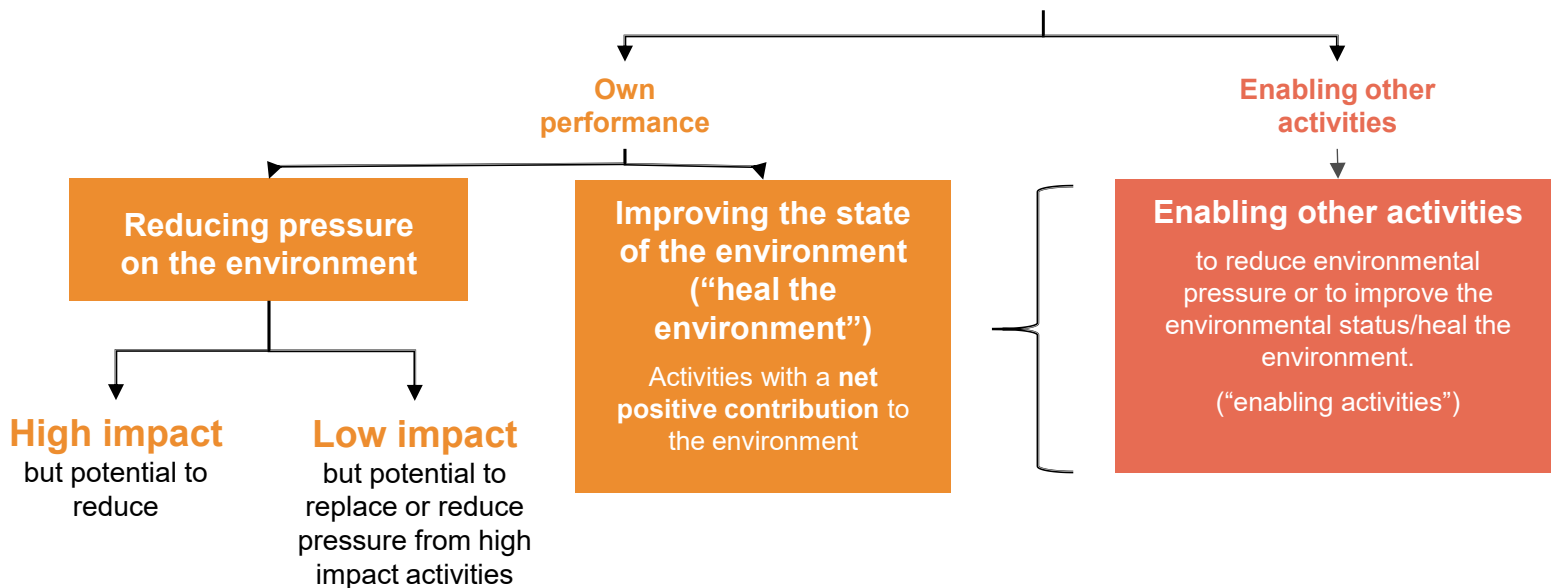 Own
performance
Enabling other
activities
Reducing pressure
on the environment
Improving the state
of the environment
(“heal the
environment”)
Activities with a net
positive contribution to
the environment
Enabling other activities
to reduce environmental
pressure or to improve the
environmental status/heal the
environment.
(“enabling activities”)
High impact
but potential to
reduce
Low impact
but potential to
replace or reduce
pressure from high
impact activities